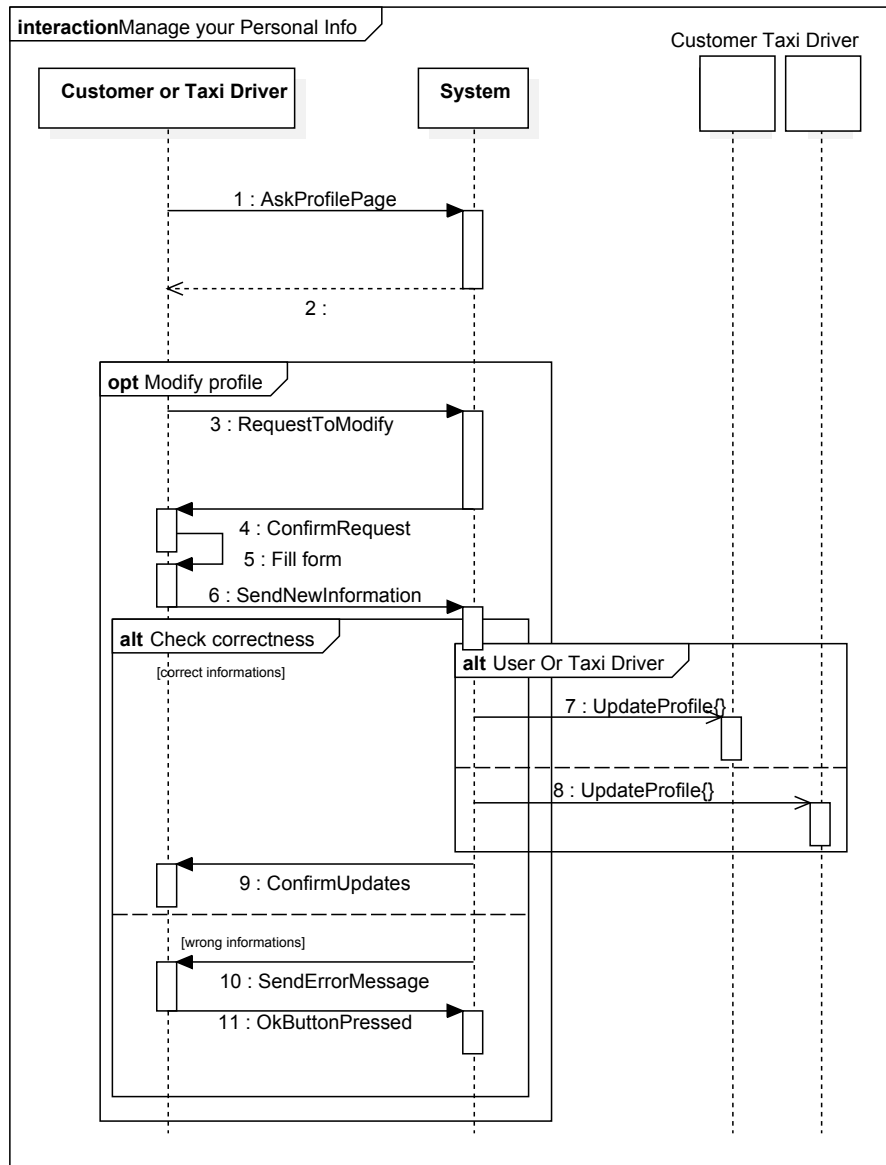 interactionManage your Personal Info
Customer Taxi Driver
Customer or Taxi Driver
System
1 : AskProfilePage
2 :
opt Modify profile
3 : RequestToModify
4 : ConfirmRequest
5 : Fill form
6 : SendNewInformation
alt Check correctness
[correct informations]
alt User Or Taxi Driver
7 : UpdateProfile{}
8 : UpdateProfile{}
9 : ConfirmUpdates
[wrong informations]
10 : SendErrorMessage
11 : OkButtonPressed